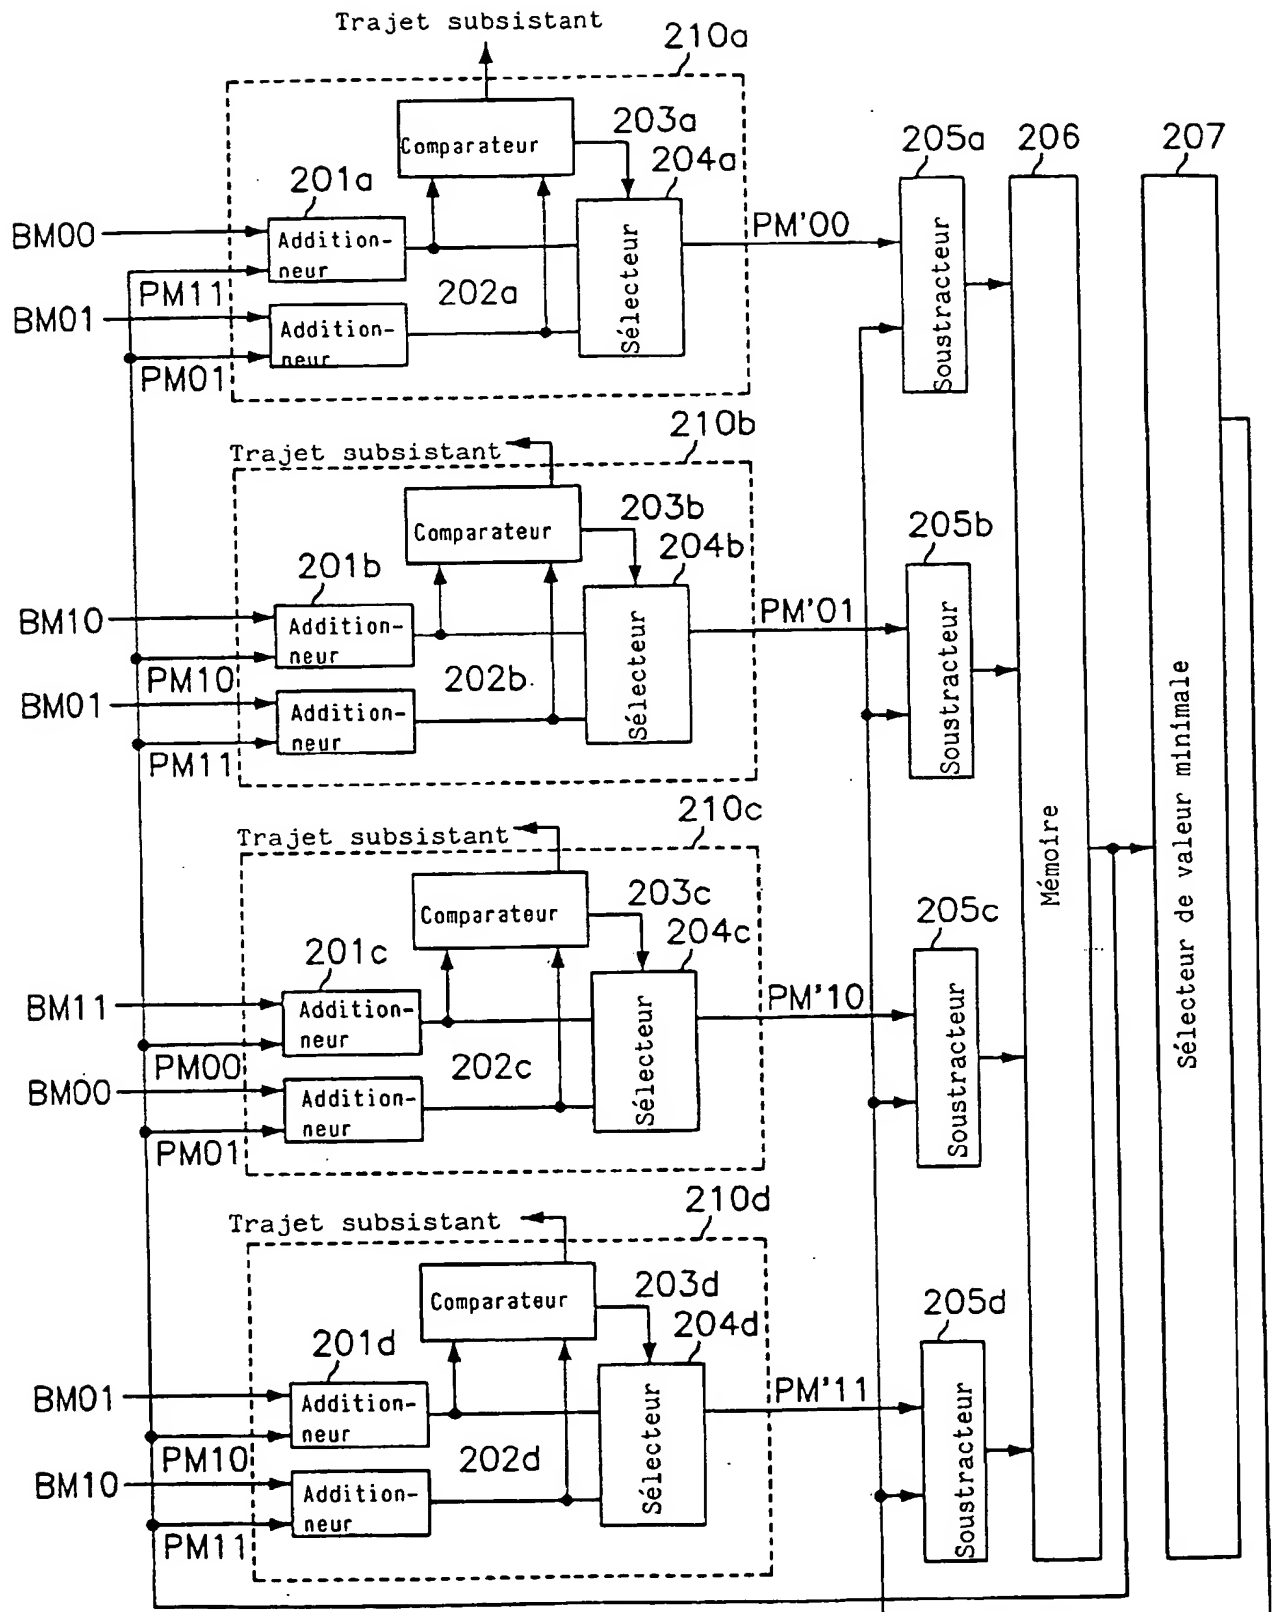 Trajet subsistant
210a
Comparateur
203a
204a
205a
206
207
201a
BM00
Addition-
neur
PM11
202a
BM01
Addition-
neur
PM01
Sélecteur
PM'00
Soustracteur
210b
Trajet subsistant
Comparateur
203b
204b
205b
201b
BM10
Addition-
neur
PM10
202b
BM01
Addition-
neur
PM11
Sélecteur
PM'01
Soustracteur
Mémoire
Sélecteur de valeur minimale
210c
Trajet subsistant
Comparateur
203c
204c
205c
201c
BM11
Addition-
neur
PM00
202c
BM00
Addition-
neur
PM01
Sélecteur
PM'10
Soustracteur
210d
Trajet subsistant
Comparateur
203d
204d
205d
201d
BM01
Addition-
neur
PM10
202d
BM10
Addition-
neur
PM11
Sélecteur
PM'11
Soustracteur